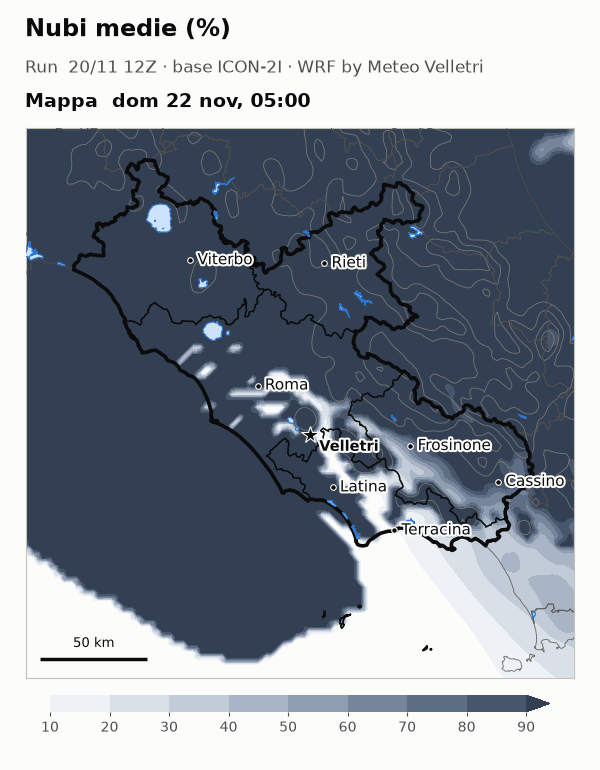 Nubi medie (%)
Run  20/11 12Z · base ICON-2I · WRF by Meteo Velletri
Mappa  dom 22 nov, 05:00
Viterbo
Rieti
Roma
Velletri
Frosinone
Latina
Cassino
Terracina
50 km
10 20 30 40 50 60 70 80 90